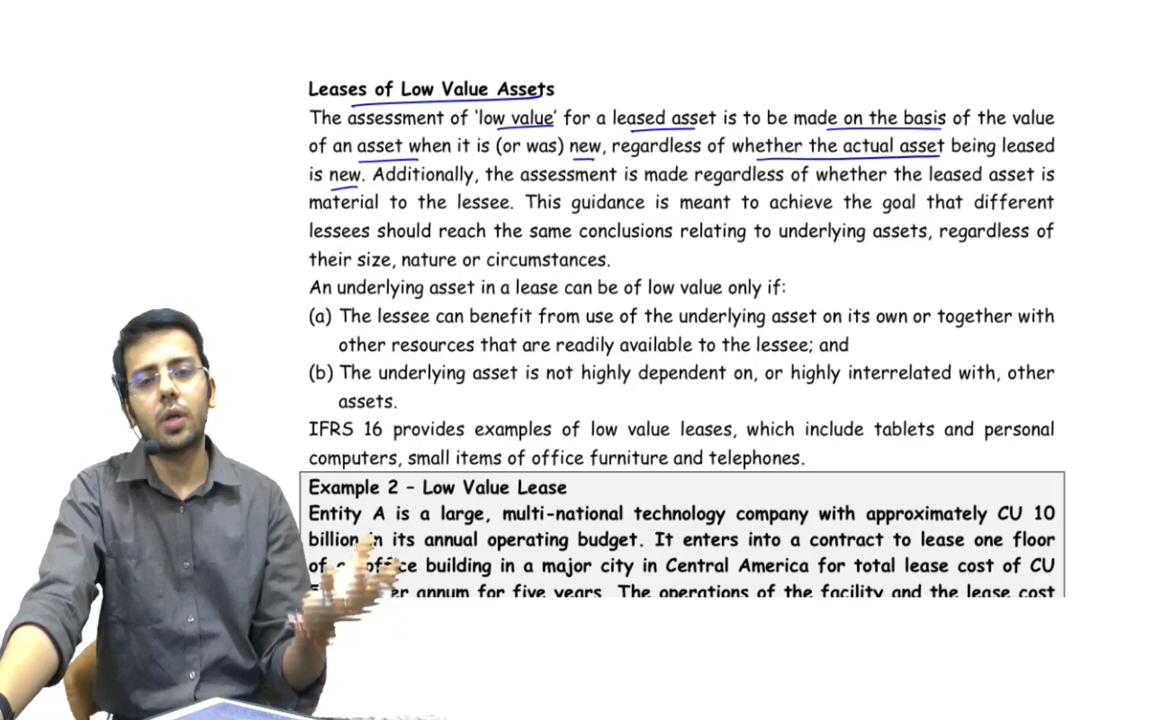 Leases of Low Value Assets
The assessment of 'low value' for a leased asset is to be made on the basis of the value
of an asset when it is (or was) new, regardless of whether the actual asset being leased
is new. Additionally, the assessment is made regardless of whether the leased asset is
material to the lessee. This guidance is meant to achieve the goal that different
lessees should reach the same conclusions relating to underlying assets, regardless of
their size, nature or circumstances.
An underlying asset in a lease can be of low value only if:
(a) The lessee can benefit from use of the underlying asset on its own or together with
other resources that are readily available to the lessee; and
(b) The underlying asset is not highly dependent on, or highly interrelated with, other
assets.
IFRS 16 provides examples of low value leases, which include tablets and personal
computers, small items of office furniture and telephones.
Example 2 - Low Value Lease
Entity A is a large, multi-national technology company with approximately CU 10
billion in its annual operating budget. It enters into a contract to lease one floor
of office building in a major city in Central America for total lease cost of CU
annum for five years. The operations of the facility and the lease cost